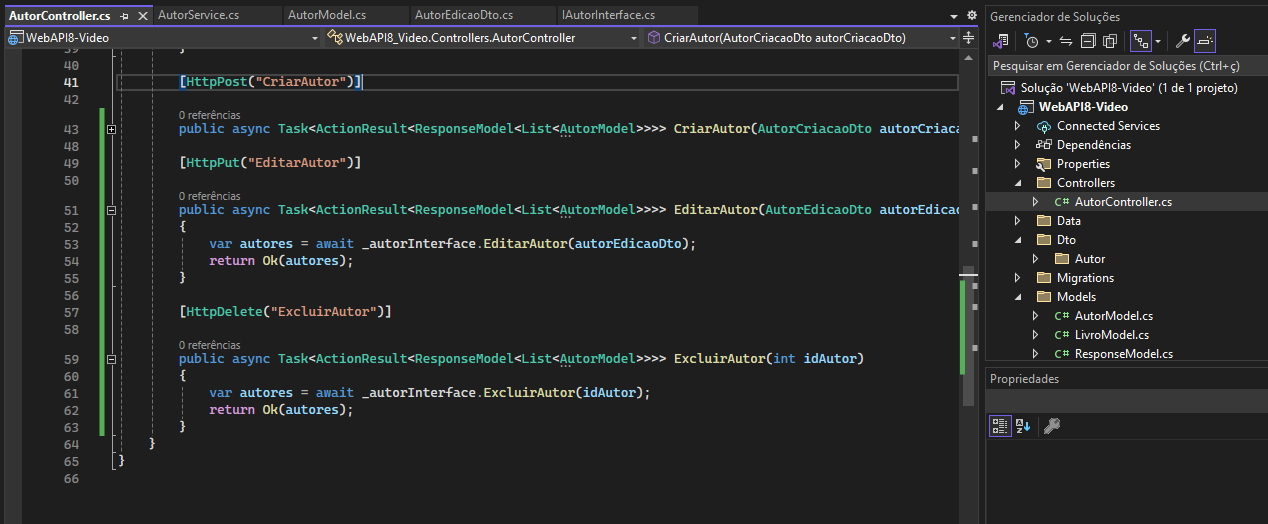 AutorController.cs AutorService.cs AutorModel.cs AutorEdicaoDto.cs IAutorInterface.cs
WebAPI8-Video WebAPI8_Video.Controllers.AutorController CriarAutor(AutorCriacaoDto autorCriacaoDto)
39 }
40
41 [HttpPost("CriarAutor")]
42
0 referências
43 public async Task<ActionResult<ResponseModel<List<AutorModel>>>> CriarAutor(AutorCriacaoDto autorCriaca
48
49 [HttpPut("EditarAutor")]
50
0 referências
51 public async Task<ActionResult<ResponseModel<List<AutorModel>>>> EditarAutor(AutorEdicaoDto autorEdicao
52 {
53 var autores = await _autorInterface.EditarAutor(autorEdicaoDto);
54 return Ok(autores);
55 }
56
57 [HttpDelete("ExcluirAutor")]
58
0 referências
59 public async Task<ActionResult<ResponseModel<List<AutorModel>>>> ExcluirAutor(int idAutor)
60 {
61 var autores = await _autorInterface.ExcluirAutor(idAutor);
62 return Ok(autores);
63 }
64 }
65 }
66
Gerenciador de Soluções
Pesquisar em Gerenciador de Soluções (Ctrl+ç)
Solução 'WebAPI8-Video' (1 de 1 projeto)
WebAPI8-Video
Connected Services
Dependências
Properties
Controllers
C# AutorController.cs
Data
Dto
Autor
Migrations
Models
C# AutorModel.cs
C# LivroModel.cs
C# ResponseModel.cs
Propriedades